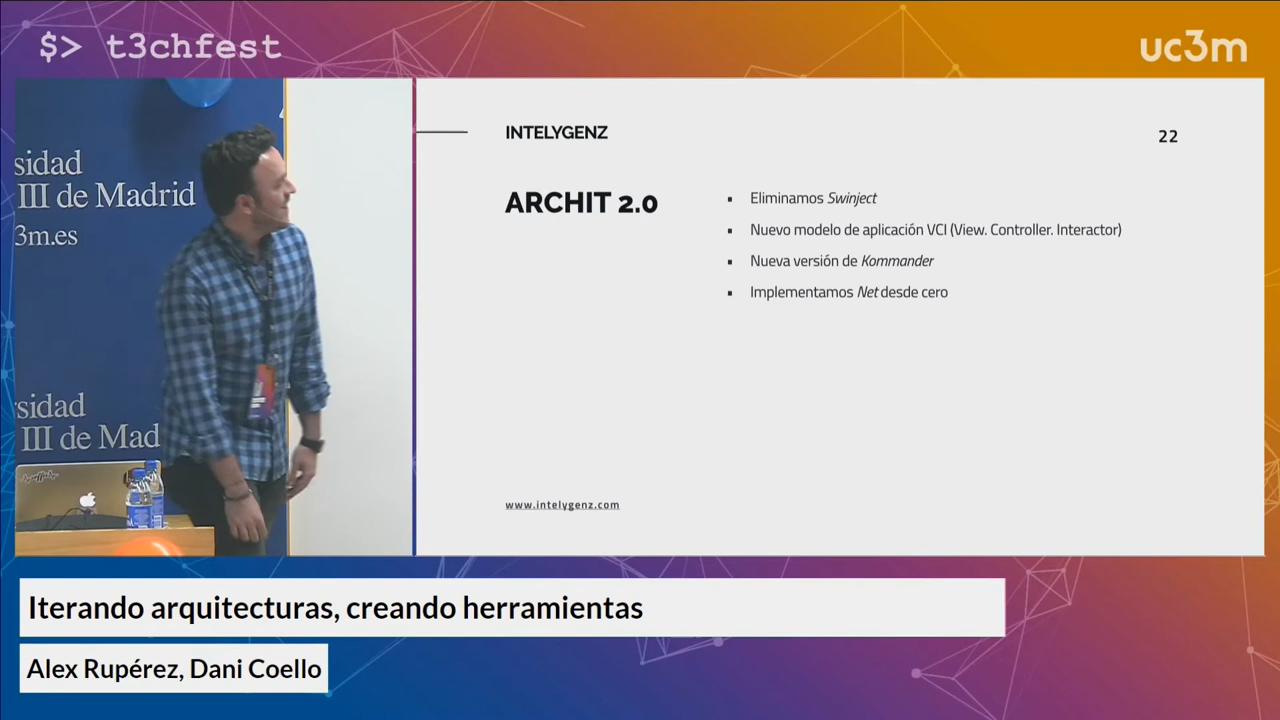 $> t3chfest
uc3m
sidad
III de Madrid
3m.es
rsidad
III de Mad
INTELYGENZ
22
ARCHIT 2.0
▪ Eliminamos Swinject
▪ Nuevo modelo de aplicación VCI (View. Controller. Interactor)
▪ Nueva versión de Kommander
▪ Implementamos Net desde cero
www.intelygenz.com
Iterando arquitecturas, creando herramientas
Alex Rupérez, Dani Coello